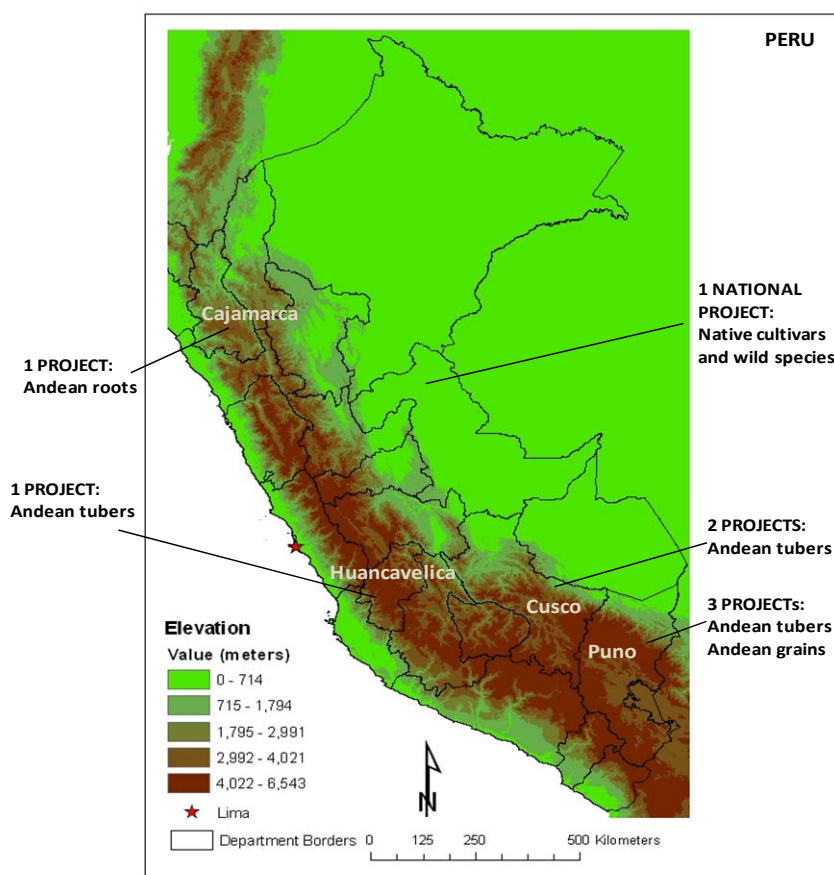 PERU
Cajamarca
1 NATIONAL
PROJECT:
Native cultivars
and wild species
1 PROJECT:
Andean roots
1 PROJECT:
Andean tubers
2 PROJECTS:
Andean tubers
Huancavelica
Cusco
3 PROJECTs:
Andean tubers
Andean grains
Puno
Elevation
Value (meters)
0 - 714
715 - 1,794
1,795 - 2,991
2,992 - 4,021
4,022 - 6,543
Lima
Department Borders
N
0 125 250 500 Kilometers